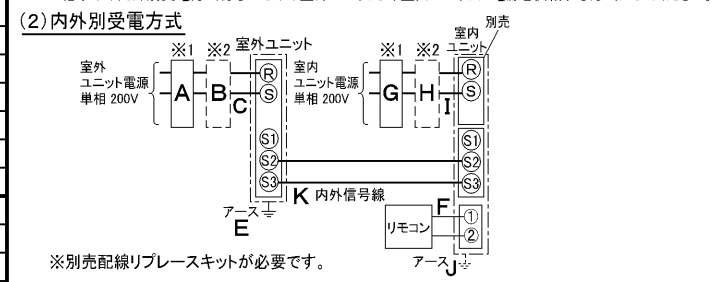 (2)内外別受電方式
※1 ※2 室外ユニット
室外
ユニット電源
単相 200V
A
B
C
R
S
S1
S2
S3
アース
E
K 内外信号線
※1 ※2
室内
ユニット
別売
室内
ユニット電源
単相 200V
G
H
I
R
S
S1
S2
S3
F
リモコン
1
2
アース
J
※別売配線リプレースキットが必要です。